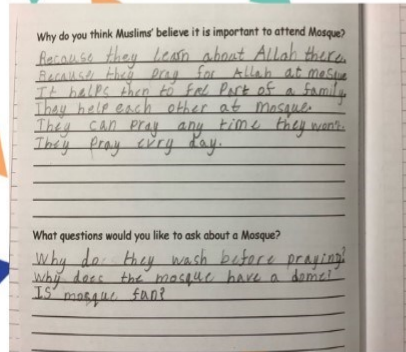 Why do you think Muslims' believe it is important to attend Mosque?
Because they learn about Allah there.
Because they pray for Allah at mosque
It helps then to fel Part of a family.
They help each other at mosque.
They can pray any time they wont.
They Pray evry day.
What questions would you like to ask about a Mosque?
Why do they wash before praying?
Why does the mosque have a dome?
IS mosque fun?